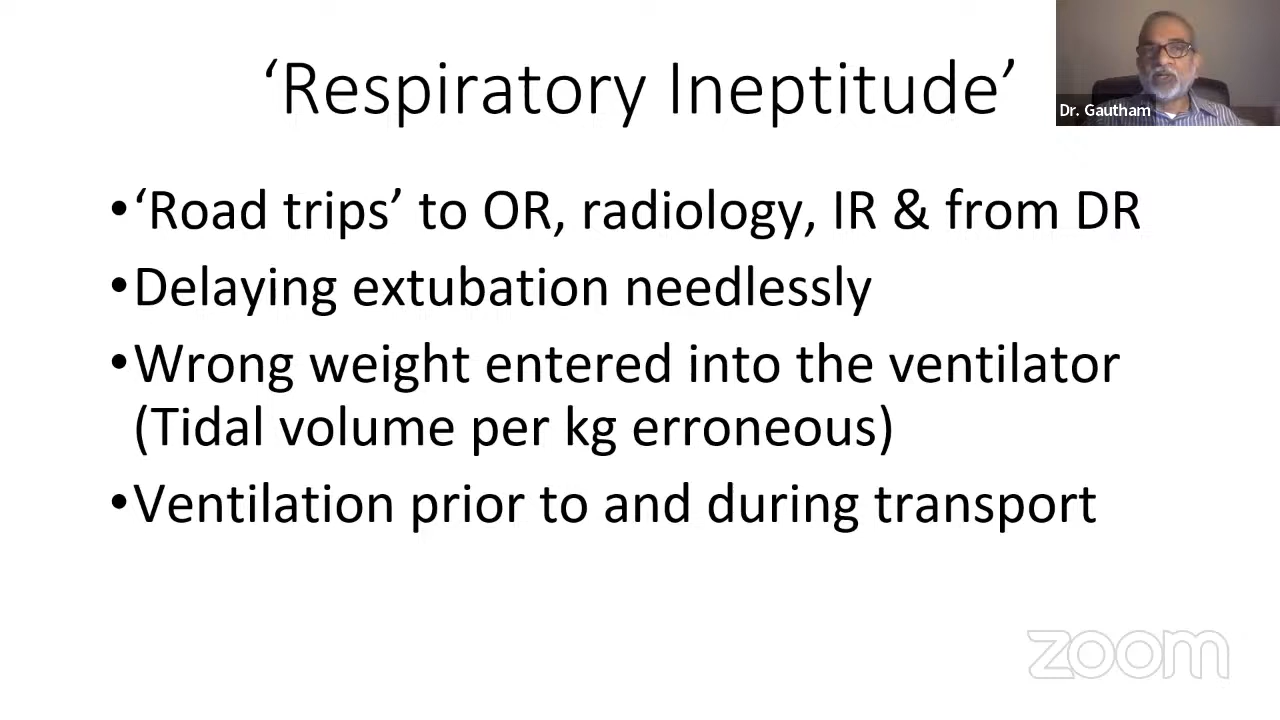 ‘Respiratory Ineptitude’
Dr. Gautham
•‘Road trips’ to OR, radiology, IR & from DR
•Delaying extubation needlessly
•Wrong weight entered into the ventilator
(Tidal volume per kg erroneous)
•Ventilation prior to and during transport
zoom